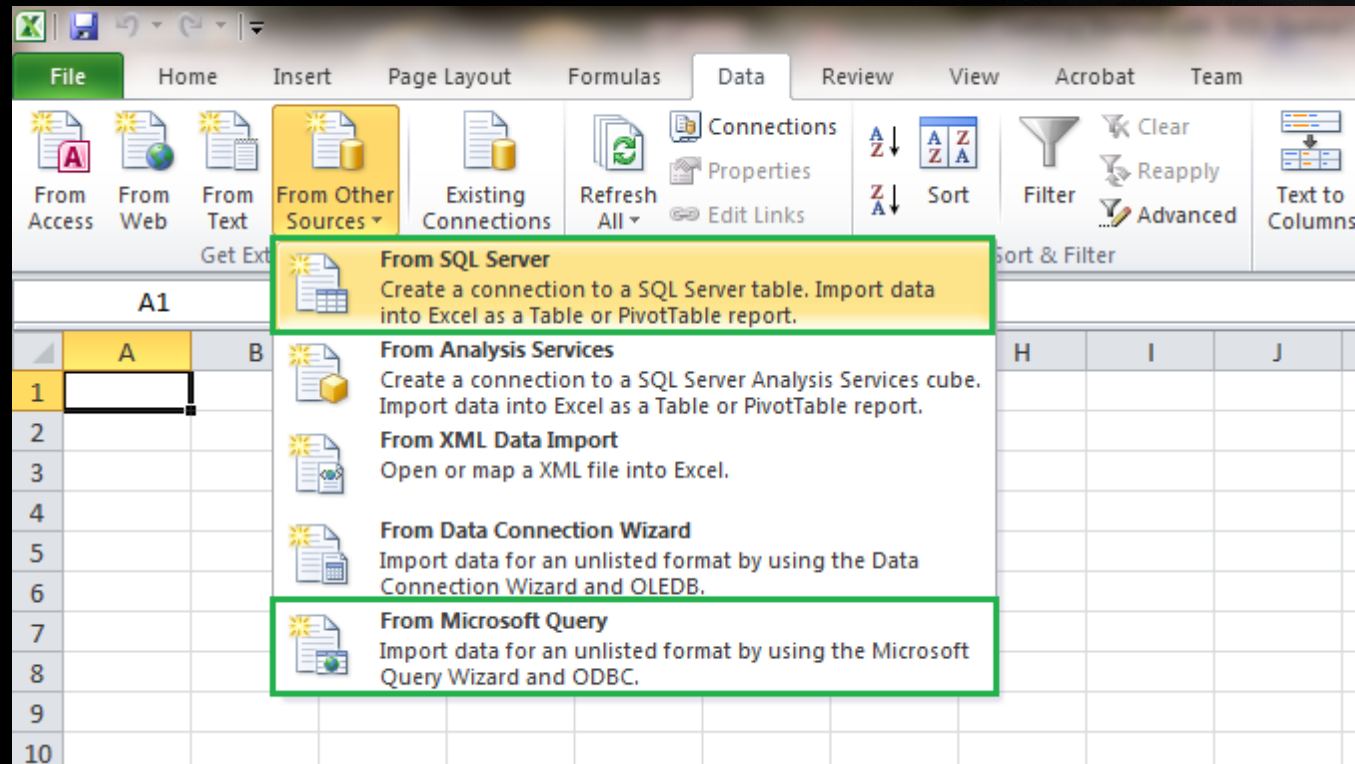 File Home Insert Page Layout Formulas Data Review View Acrobat Team
From Access
From Web
From Text
From Other Sources
Existing Connections
Refresh All
Connections
Properties
Edit Links
A Z
Z A
A Z
Z A
Sort
Filter
Clear
Reapply
Advanced
Text to Columns
Get Ext
Sort & Filter
From SQL Server
Create a connection to a SQL Server table. Import data
into Excel as a Table or PivotTable report.
From Analysis Services
Create a connection to a SQL Server Analysis Services cube.
Import data into Excel as a Table or PivotTable report.
From XML Data Import
Open or map a XML file into Excel.
From Data Connection Wizard
Import data for an unlisted format by using the Data
Connection Wizard and OLEDB.
From Microsoft Query
Import data for an unlisted format by using the Microsoft
Query Wizard and ODBC.
A1
A B H I J
1
2
3
4
5
6
7
8
9
10